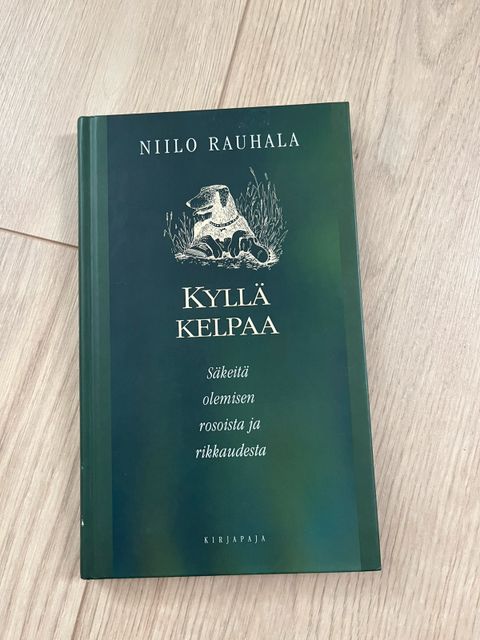 NIILO RAUHALA
KYLLÄ
KELPAA
Säkeitä
olemisen
rosoista ja
rikkaudesta
KIRJAPAJA